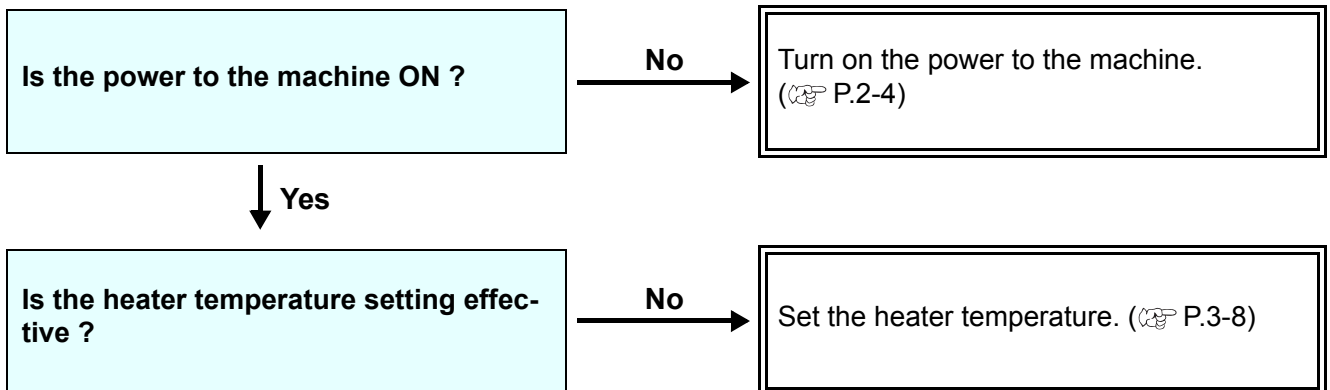 Is the power to the machine ON ?
No
Turn on the power to the machine.
(☞ P.2-4)
Yes
Is the heater temperature setting effec-
tive ?
No
Set the heater temperature. (☞ P.3-8)